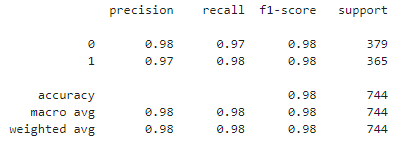 precision recall f1-score support
0 0.98 0.97 0.98 379
1 0.97 0.98 0.98 365
accuracy 0.98 744
macro avg 0.98 0.98 0.98 744
weighted avg 0.98 0.98 0.98 744